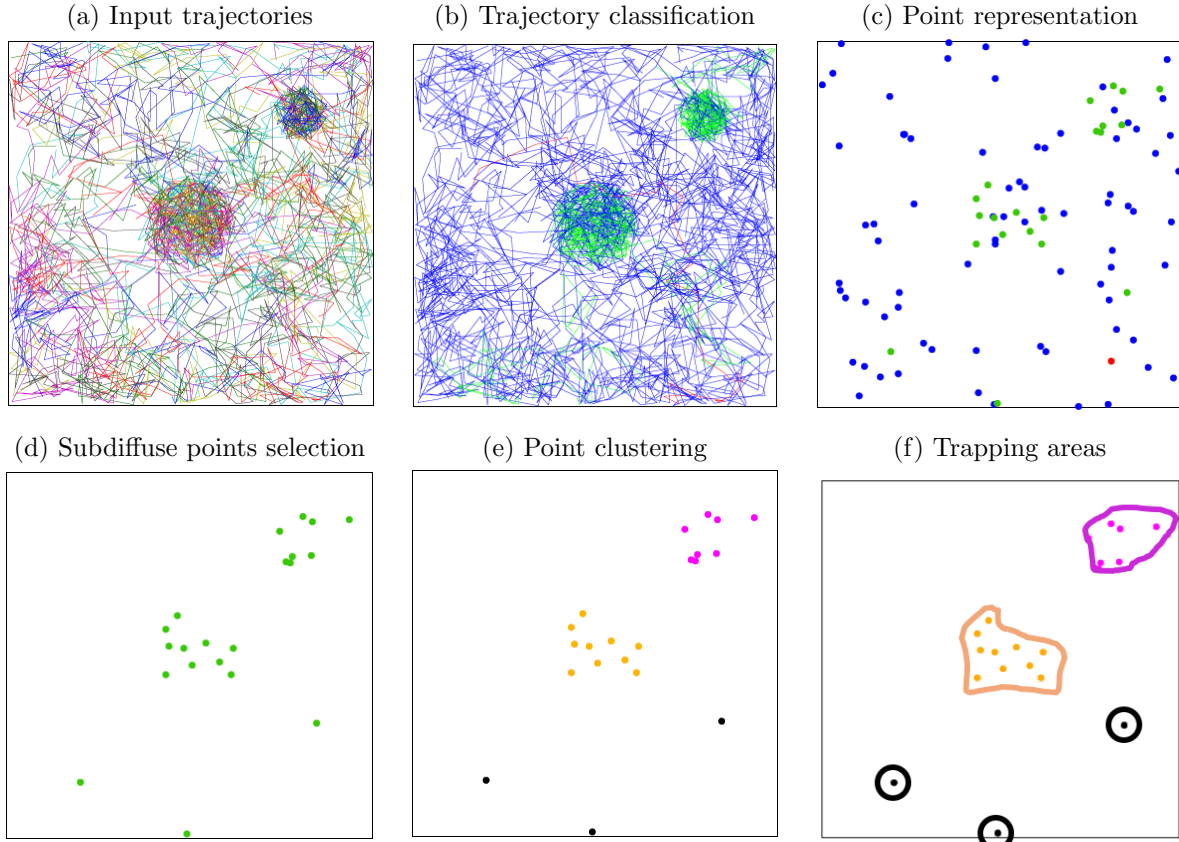 (a) Input trajectories
(b) Trajectory classification
(c) Point representation
(d) Subdiffuse points selection
(e) Point clustering
(f) Trapping areas